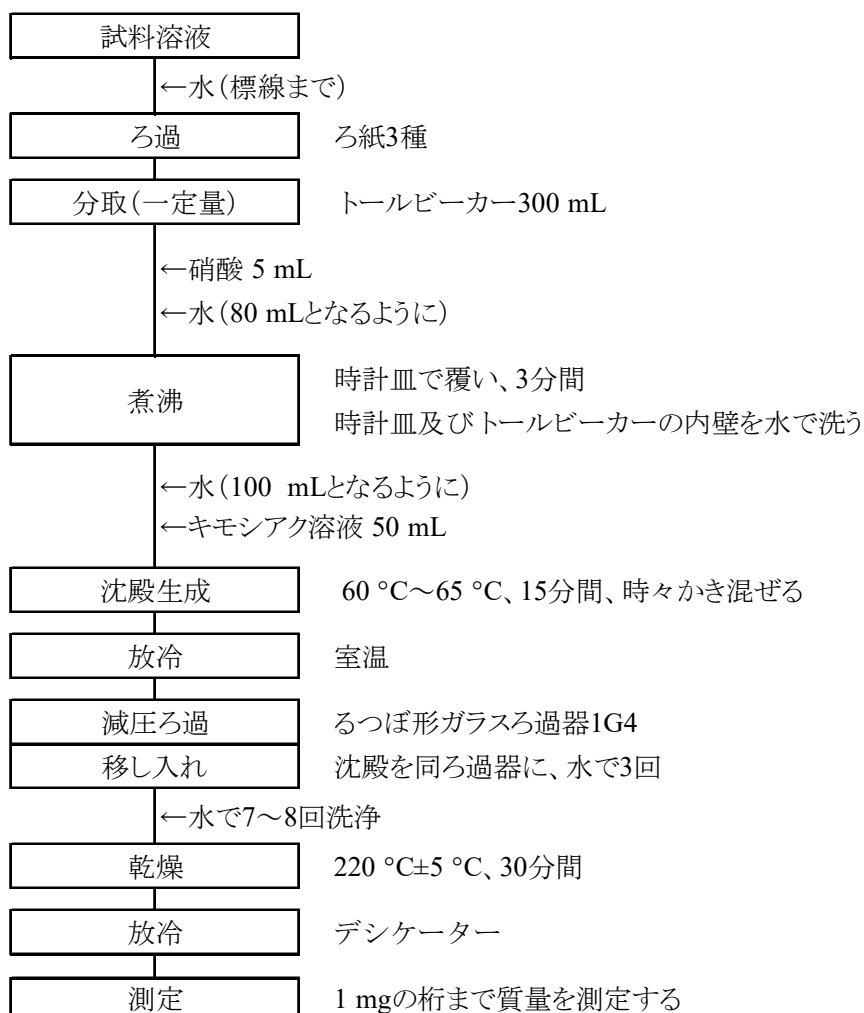 試料溶液
←水（標線まで）
ろ過 ろ紙3種
分取（一定量） トールビーカー300 mL
←硝酸 5 mL
←水（80 mLとなるように）
時計皿で覆い、3分間
煮沸
時計皿及びトールビーカーの内壁を水で洗う
←水（100 mLとなるように）
←キモシアク溶液 50 mL
沈殿生成 60 °C～65 °C、15分間、時々かき混ぜる
放冷 室温
減圧ろ過 るつぼ形ガラスろ過器1G4
移し入れ 沈殿を同ろ過器に、水で3回
←水で7～8回洗浄
乾燥 220 °C±5 °C、30分間
放冷 デシケーター
測定 1 mgの桁まで質量を測定する